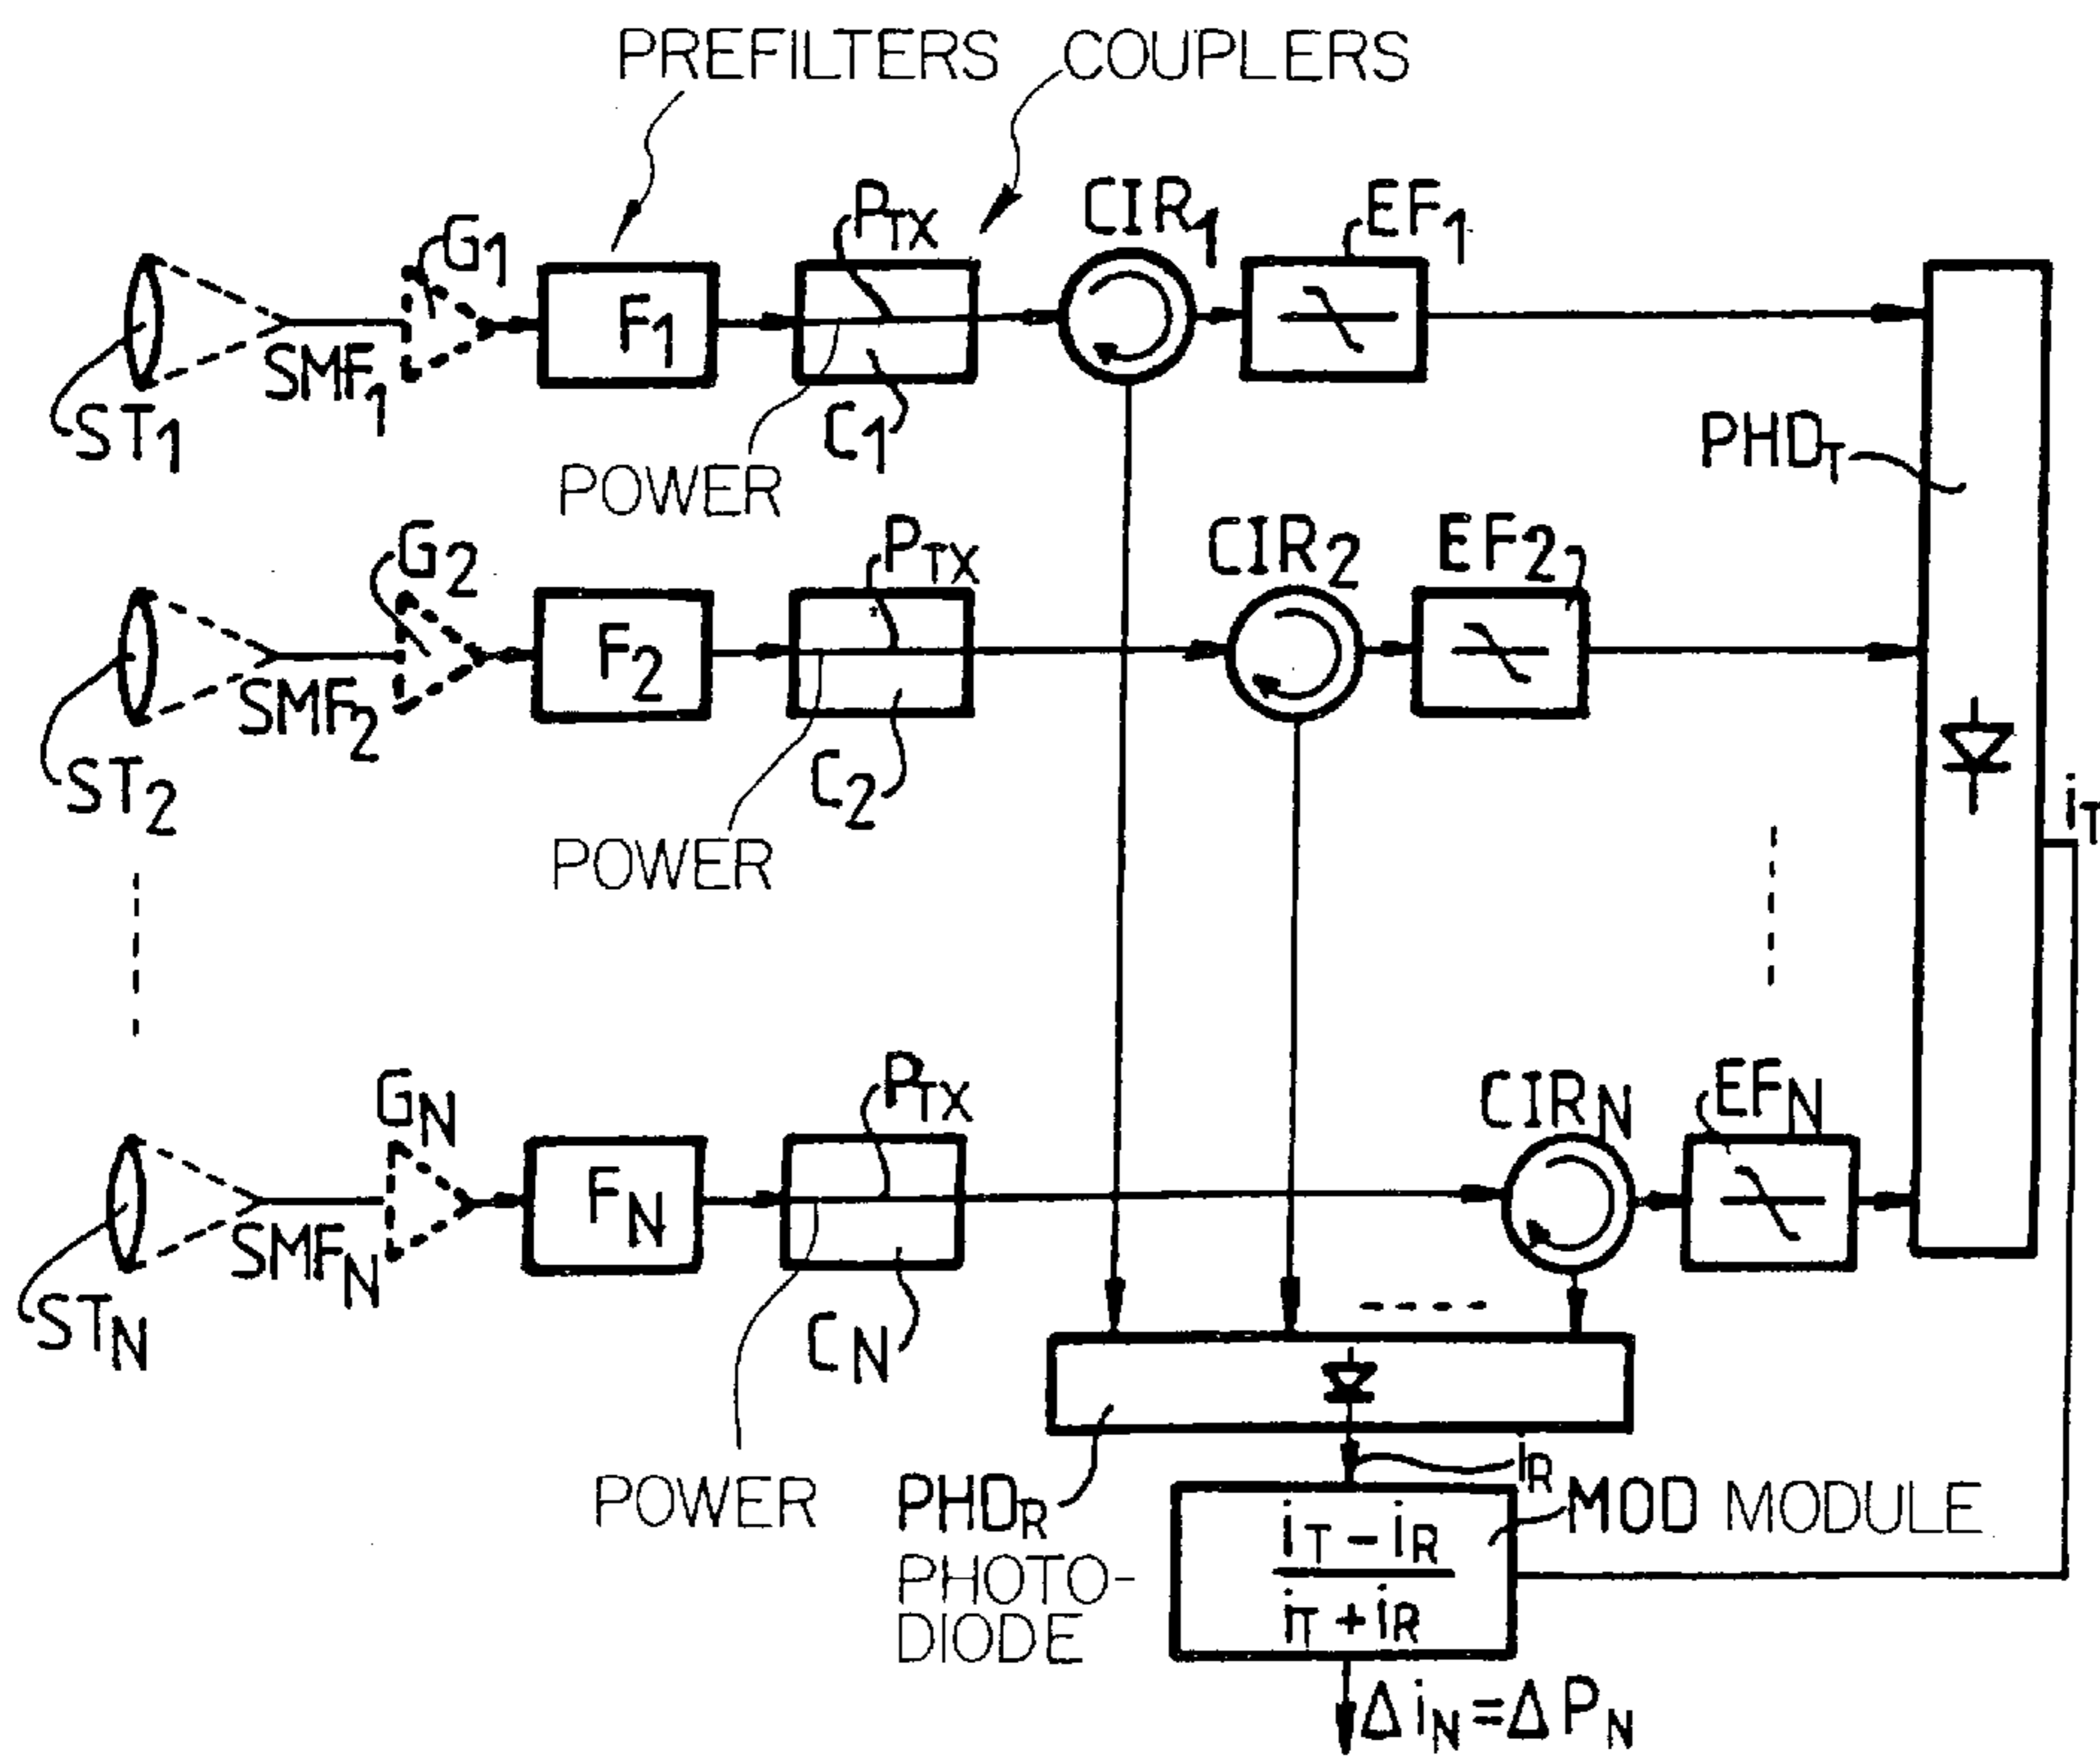 PREFILTERS COUPLERS
G1 PTX CIR1 EF1
F1
ST1 SMF1 C1 PHDT
POWER
G2 PTX CIR2 EF2
F2
ST2 SMF2 C2 iT
POWER
GN PTX CIRN EFN
FN
STN SMFN CN
POWER PHDR iR MOD MODULE
PHOTO-
DIODE
iT - iR
iT + iR
ΔiN=ΔPN